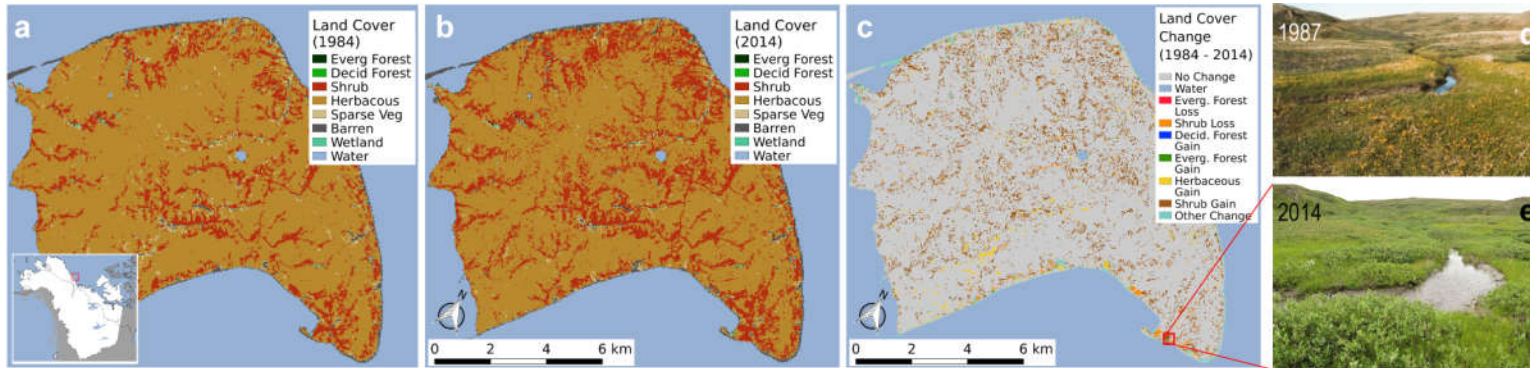 a
Land Cover
(1984)
Everg Forest
Decid Forest
Shrub
Herbacous
Sparse Veg
Barren
Wetland
Water
N
b
Land Cover
(2014)
Everg Forest
Decid Forest
Shrub
Herbacous
Sparse Veg
Barren
Wetland
Water
N
0 2 4 6 km
c
Land Cover
Change
(1984 - 2014)
No Change
Water
Everg. Forest
Loss
Shrub Loss
Decid. Forest
Gain
Everg. Forest
Gain
Herbaceous
Gain
Shrub Gain
Other Change
N
0 2 4 6 km
1987
d
2014
e